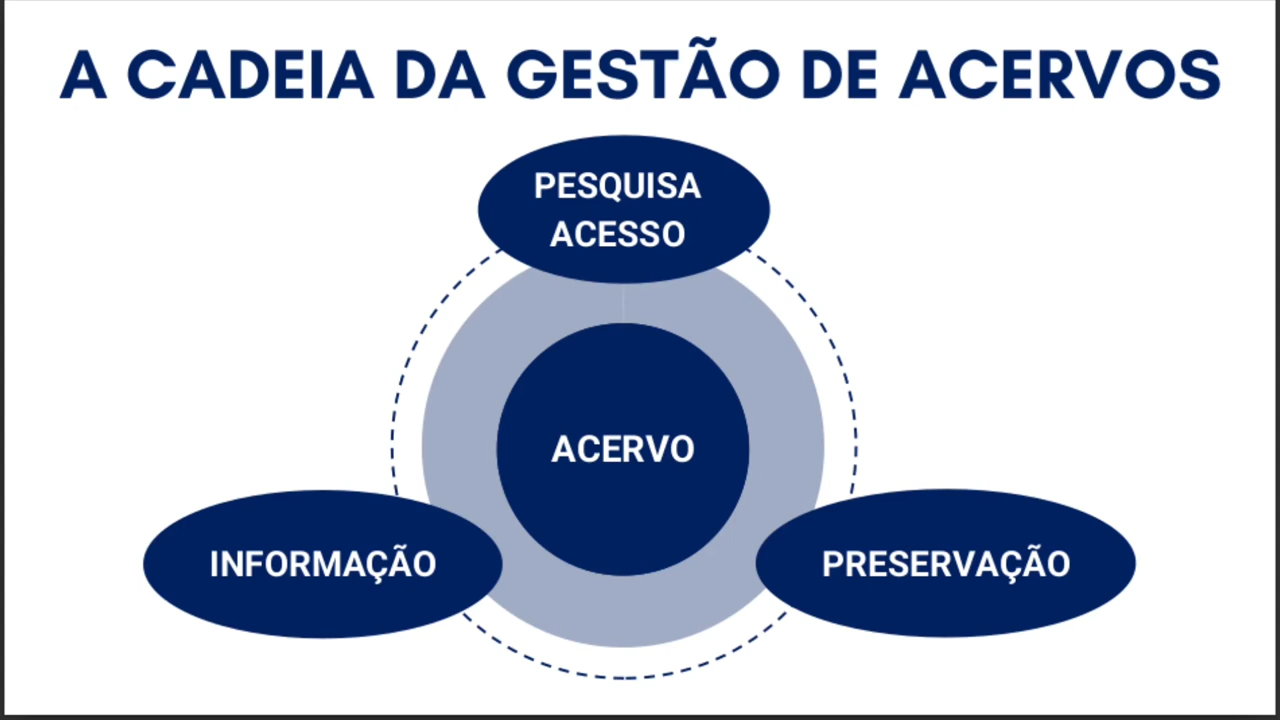 A CADEIA DA GESTÃO DE ACERVOS
PESQUISA
ACESSO
ACERVO
INFORMAÇÃO
PRESERVAÇÃO